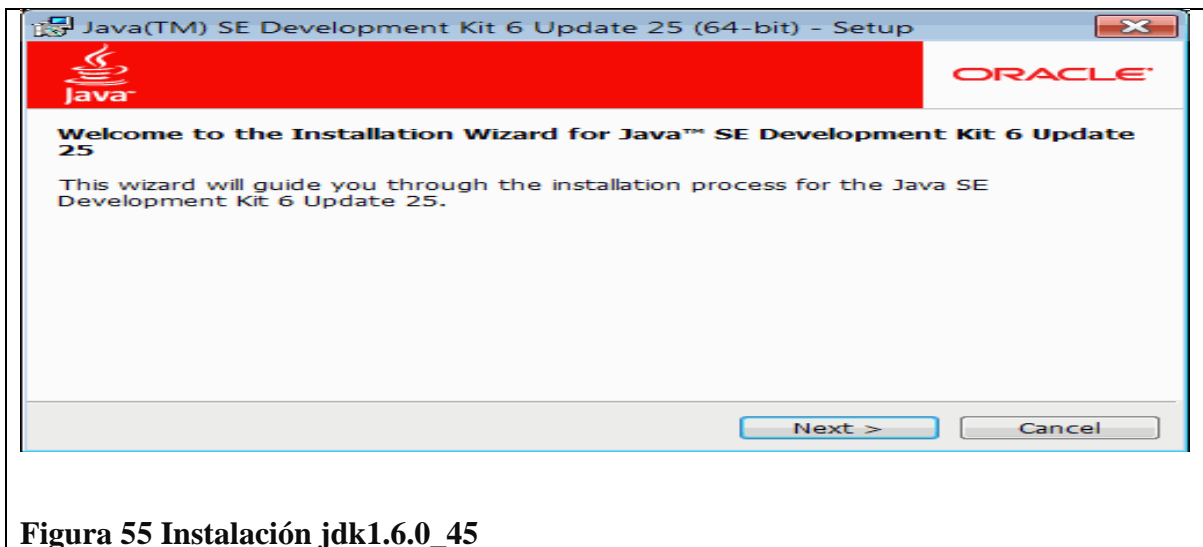 Java(TM) SE Development Kit 6 Update 25 (64-bit) - Setup
Java™
ORACLE®
Welcome to the Installation Wizard for Java™ SE Development Kit 6 Update
25
This wizard will guide you through the installation process for the Java SE
Development Kit 6 Update 25.
Next >
Cancel
Figura 55 Instalación jdk1.6.0_45